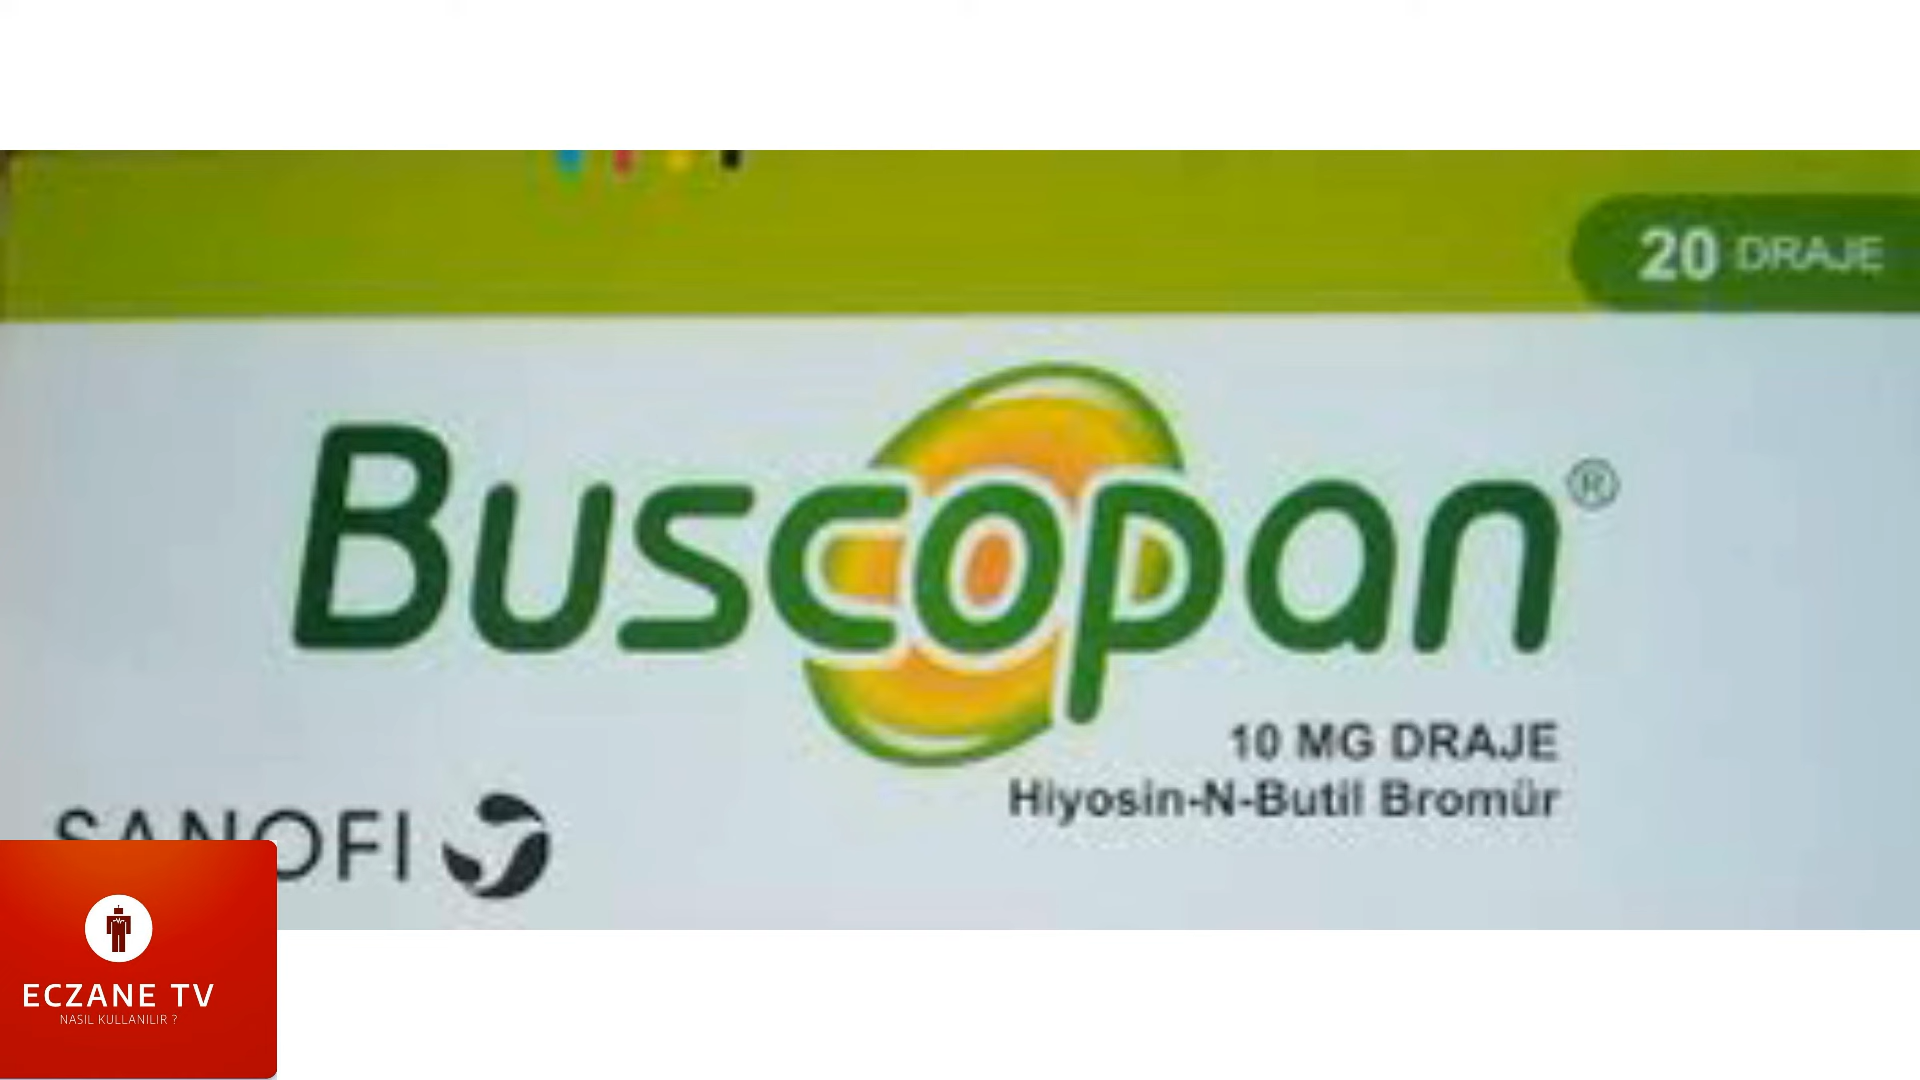 20 DRAJE
Buscopan®
10 MG DRAJE
Hiyosin-N-Butil Bromür
SANOFI
ECZANE TV
NASIL KULLANILIR ?